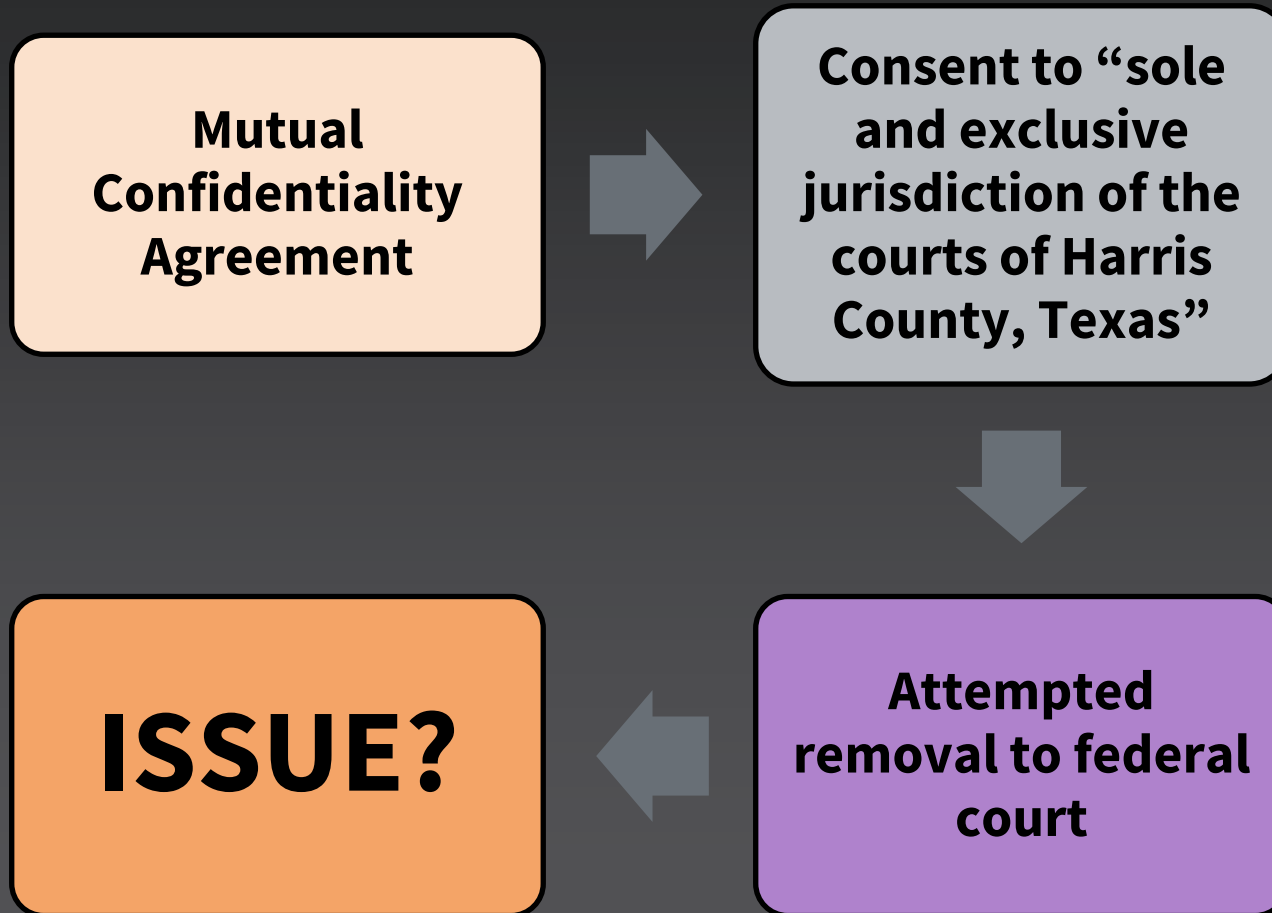 Mutual
Confidentiality
Agreement
Consent to “sole
and exclusive
jurisdiction of the
courts of Harris
County, Texas”
Attempted
removal to federal
court
ISSUE?